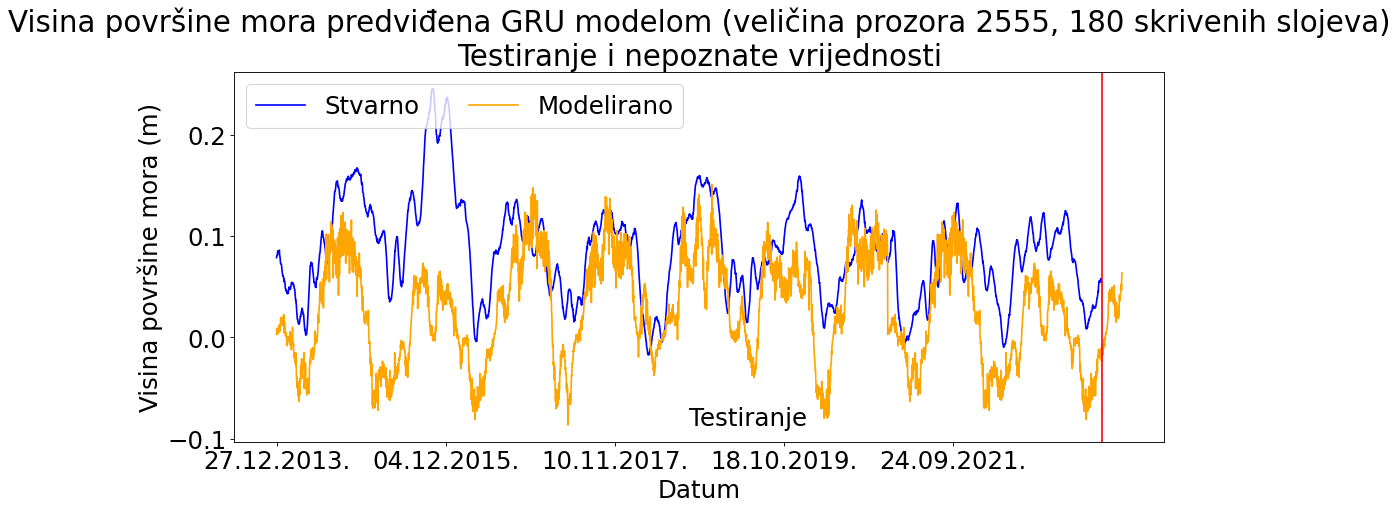 Visina površine mora predviđena GRU modelom (veličina prozora 2555, 180 skrivenih slojeva)
Testiranje i nepoznate vrijednosti
Stvarno
Modelirano
Visina površine mora (m)
0.2
0.1
0.0
−0.1
Testiranje
27.12.2013.
04.12.2015.
10.11.2017.
18.10.2019.
24.09.2021.
Datum